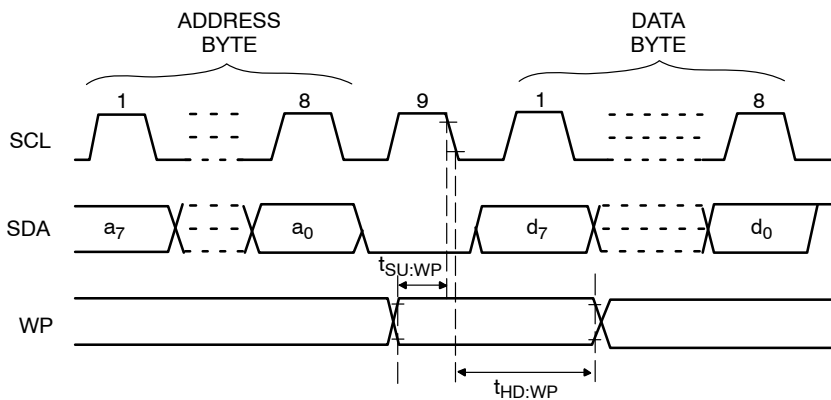 ADDRESS
BYTE
DATA
BYTE
1
8
9
1
8
SCL
SDA
a7
a0
d7
d0
tSU:WP
WP
tHD:WP